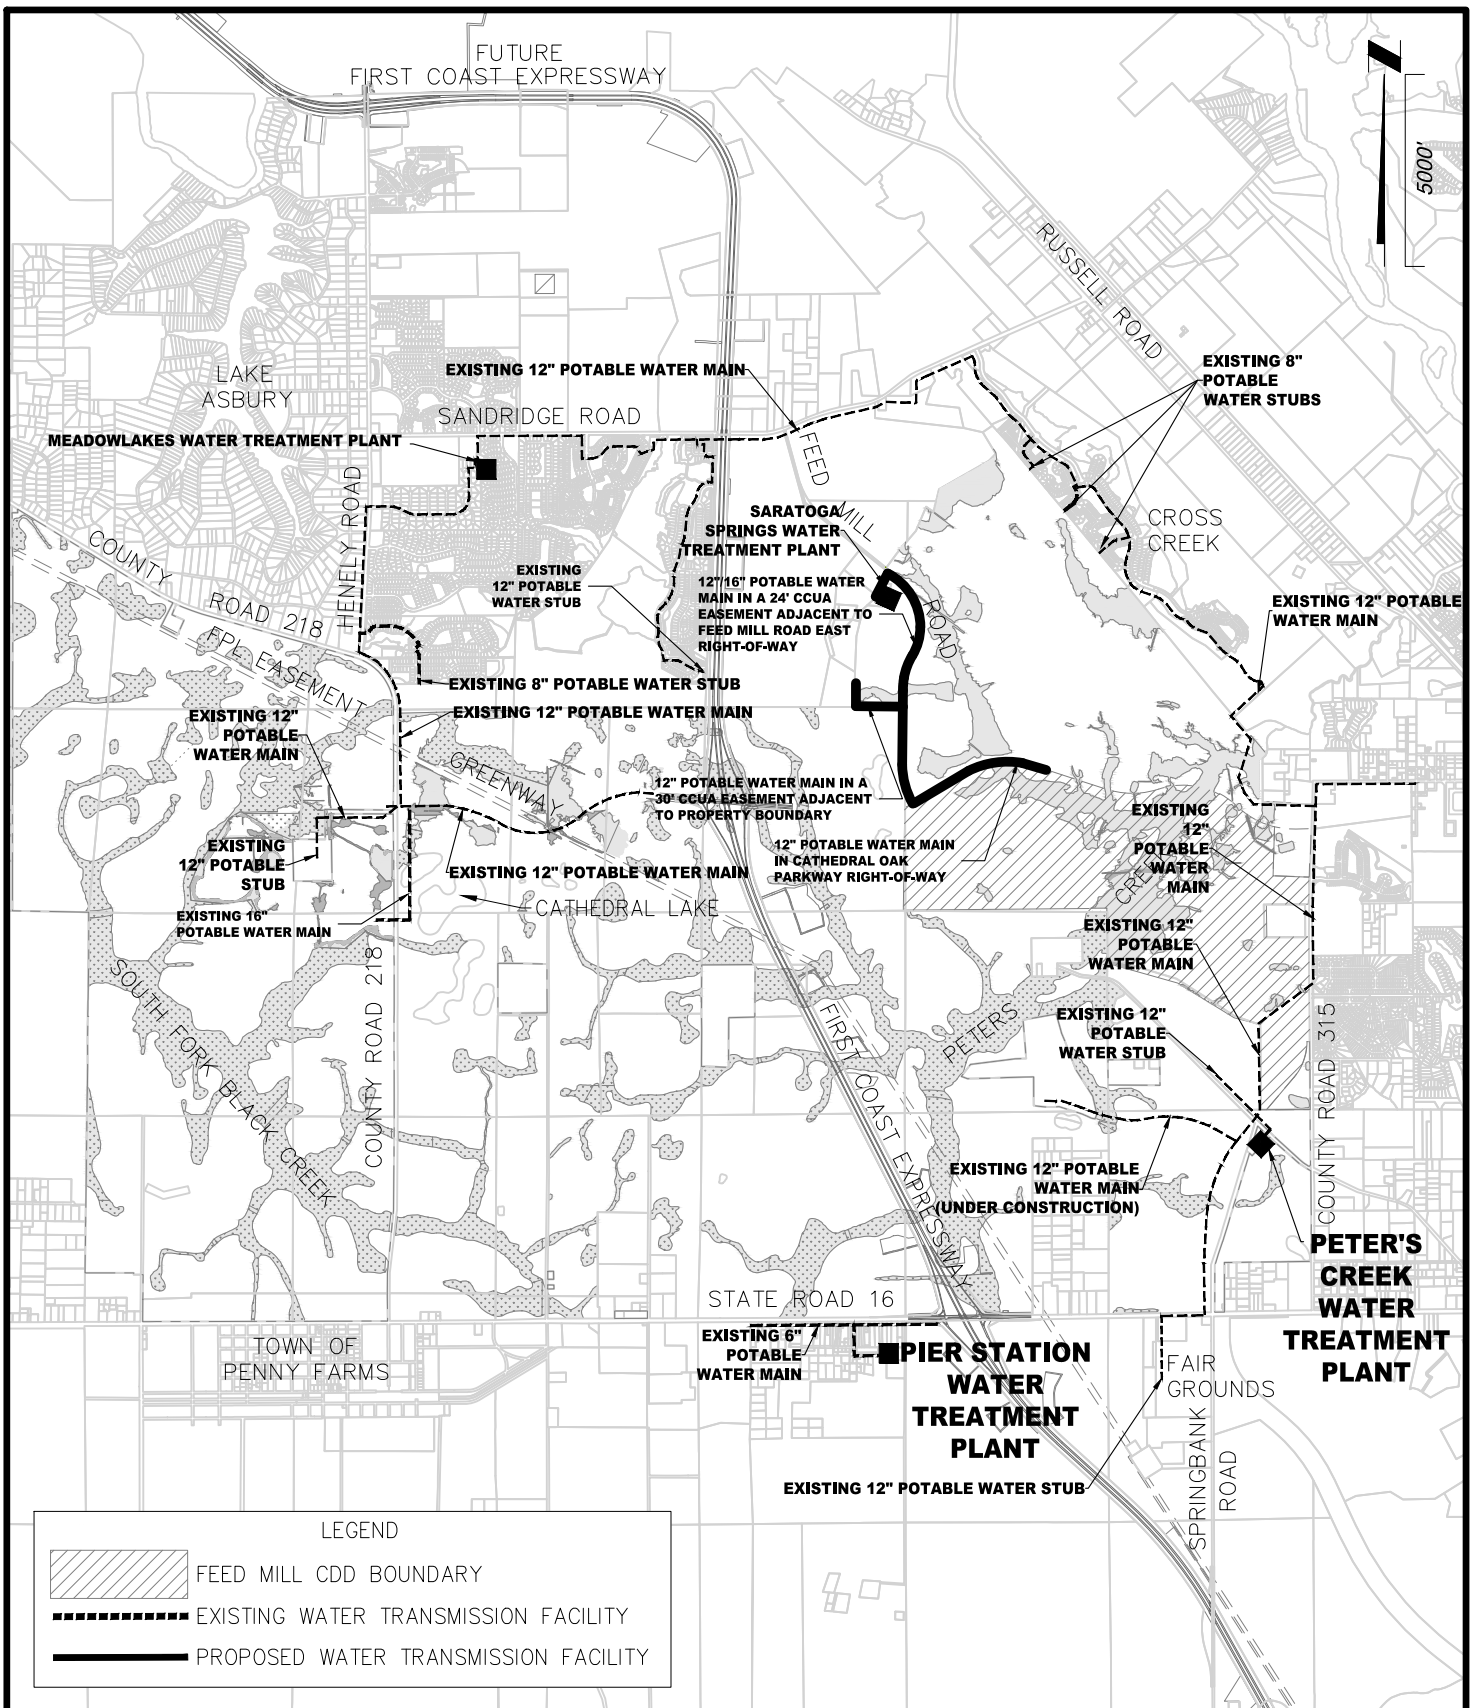 FUTURE
FIRST COAST EXPRESSWAY
5000'
RUSSELL ROAD
EXISTING 12" POTABLE WATER MAIN
EXISTING 8"
POTABLE
WATER STUBS
LAKE
ASBURY
SANDRIDGE ROAD
MEADOWLAKES WATER TREATMENT PLANT
HENELY ROAD
FEED MILL ROAD
SARATOGA
SPRINGS WATER
TREATMENT PLANT
CROSS
CREEK
COUNTY ROAD 218
EXISTING
12" POTABLE
WATER STUB
12"/16" POTABLE WATER
MAIN IN A 24' CCUA
EASEMENT ADJACENT TO
FEED MILL ROAD EAST
RIGHT-OF-WAY
EXISTING 12" POTABLE
WATER MAIN
FPL EASEMENT
EXISTING 8" POTABLE WATER STUB
EXISTING 12" POTABLE WATER MAIN
EXISTING 12"
POTABLE
WATER MAIN
GREENWAY
12" POTABLE WATER MAIN IN A
30' CCUA EASEMENT ADJACENT
TO PROPERTY BOUNDARY
EXISTING
12"
POTABLE
WATER
MAIN
EXISTING
12" POTABLE
STUB
12" POTABLE WATER MAIN
IN CATHEDRAL OAK
PARKWAY RIGHT-OF-WAY
EXISTING 12" POTABLE WATER MAIN
CATHEDRAL LAKE
EXISTING 16"
POTABLE WATER MAIN
EXISTING 12"
POTABLE
WATER MAIN
SOUTH FORK BLACK CREEK
COUNTY ROAD 218
FIRST COAST EXPRESSWAY
PETERS CREEK
EXISTING 12"
POTABLE
WATER STUB
COUNTY ROAD 315
EXISTING 12" POTABLE
WATER MAIN
(UNDER CONSTRUCTION)
PETER'S
CREEK
WATER
TREATMENT
PLANT
STATE ROAD 16
EXISTING 6"
POTABLE
WATER MAIN
TOWN OF
PENNY FARMS
PIER STATION
WATER
TREATMENT
PLANT
FAIR
GROUNDS
SPRINGBANK
ROAD
EXISTING 12" POTABLE WATER STUB
LEGEND
FEED MILL CDD BOUNDARY
EXISTING WATER TRANSMISSION FACILITY
PROPOSED WATER TRANSMISSION FACILITY